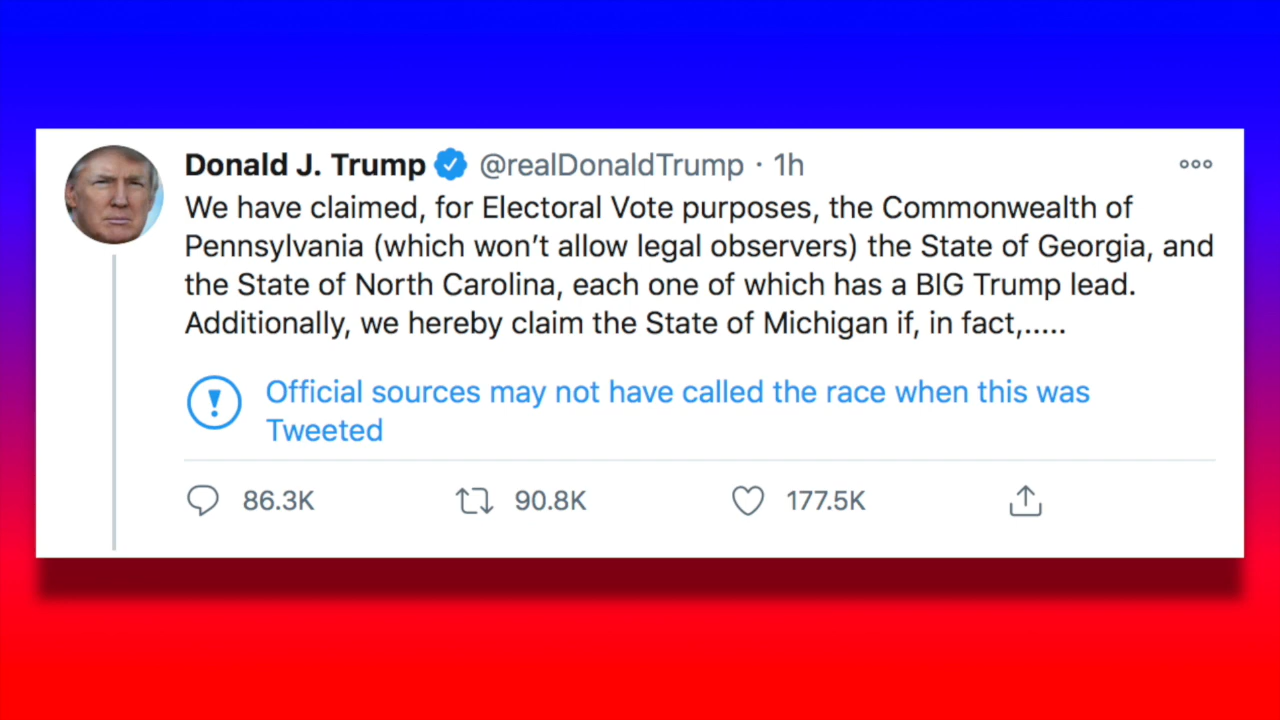 Donald J. Trump @realDonaldTrump · 1h
We have claimed, for Electoral Vote purposes, the Commonwealth of
Pennsylvania (which won’t allow legal observers) the State of Georgia, and
the State of North Carolina, each one of which has a BIG Trump lead.
Additionally, we hereby claim the State of Michigan if, in fact,.....
Official sources may not have called the race when this was
Tweeted
86.3K 90.8K 177.5K